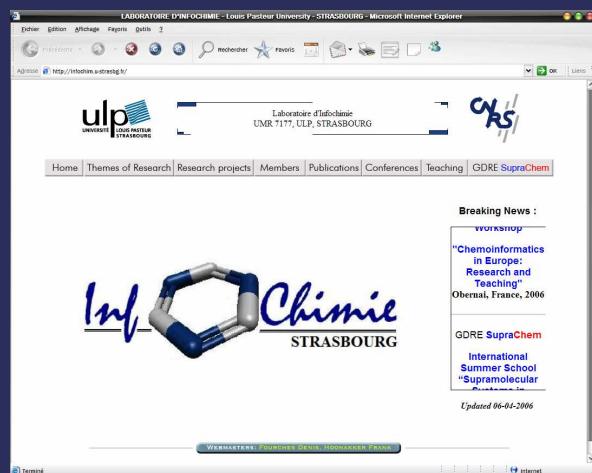 LABORATOIRE D'INFOCHIMIE - Louis Pasteur University - STRASBOURG - Microsoft Internet Explorer
Fichier Edition Affichage Favoris Outils ?
Précédente Rechercher Favoris
Adresse http://infochim.u-strasbg.fr/ OK Liens
ulp
UNIVERSITÉ LOUIS PASTEUR
STRASBOURG
Laboratoire d'Infochimie
UMR 7177, ULP, STRASBOURG
CNRS
Home Themes of Research Research projects Members Publications Conferences Teaching GDRE SupraChem
Breaking News :
Workshop
"Chemoinformatics
in Europe:
Research and
Teaching"
Obernai, France, 2006
GDRE SupraChem
International
Summer School
"Supramolecular
Systems in
Updated 06-04-2006
Inf Chimie
STRASBOURG
WEBMASTERS: FOURCHES DENIS, HOONAKKER FRANK
Terminé Internet